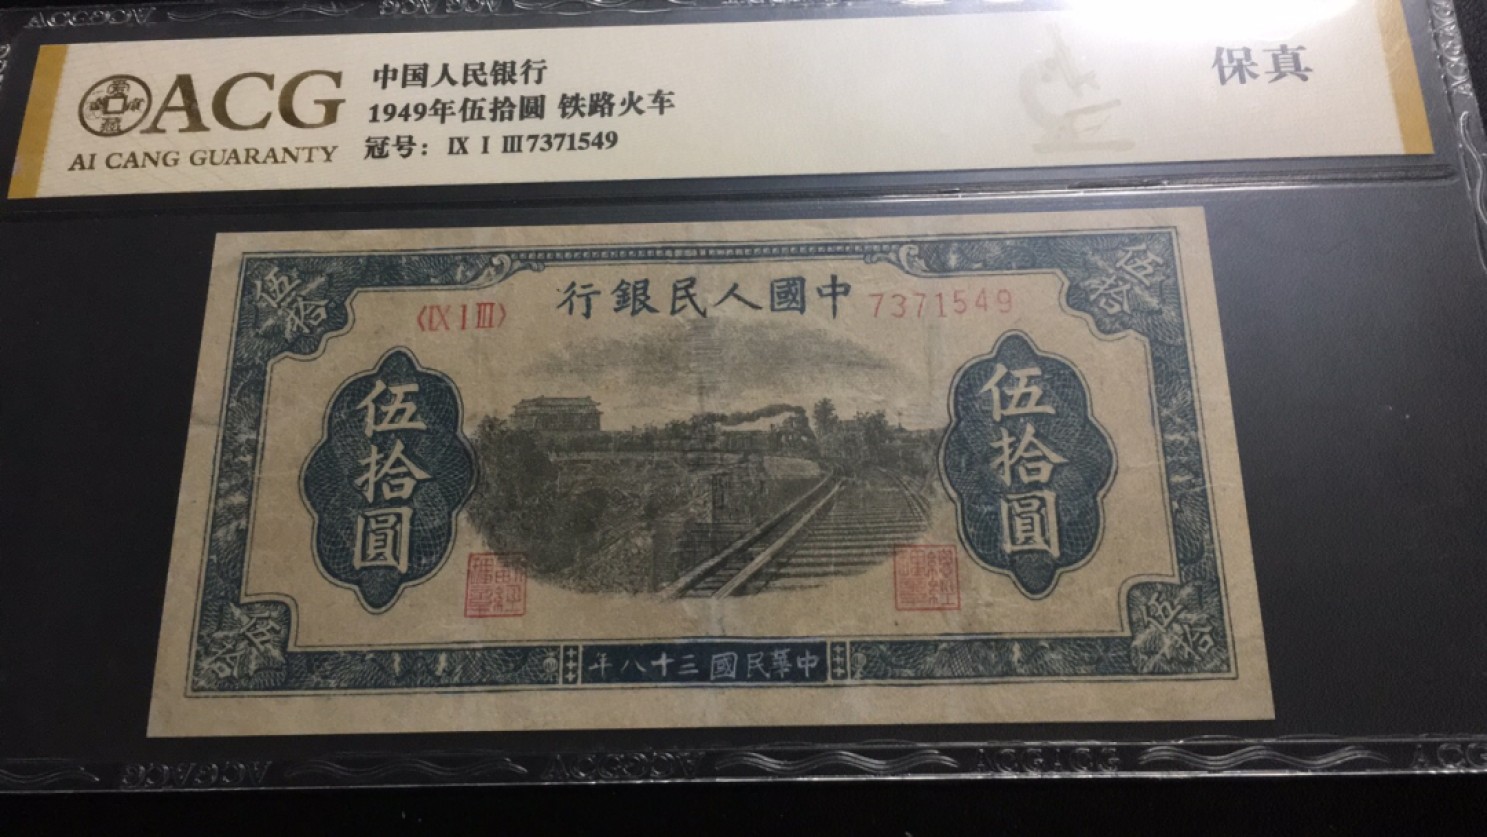 ACG
AI CANG GUARANTY
中国人民银行
1949年伍拾圆 铁路火车
冠号：Ⅸ Ⅰ Ⅲ7371549
保真
伍拾
伍拾
行銀民人國中
〈Ⅸ Ⅰ Ⅲ〉
7371549
伍拾圓
伍拾圓
伍拾
伍拾
年八十三國民華中
ACGACG
ACGACG